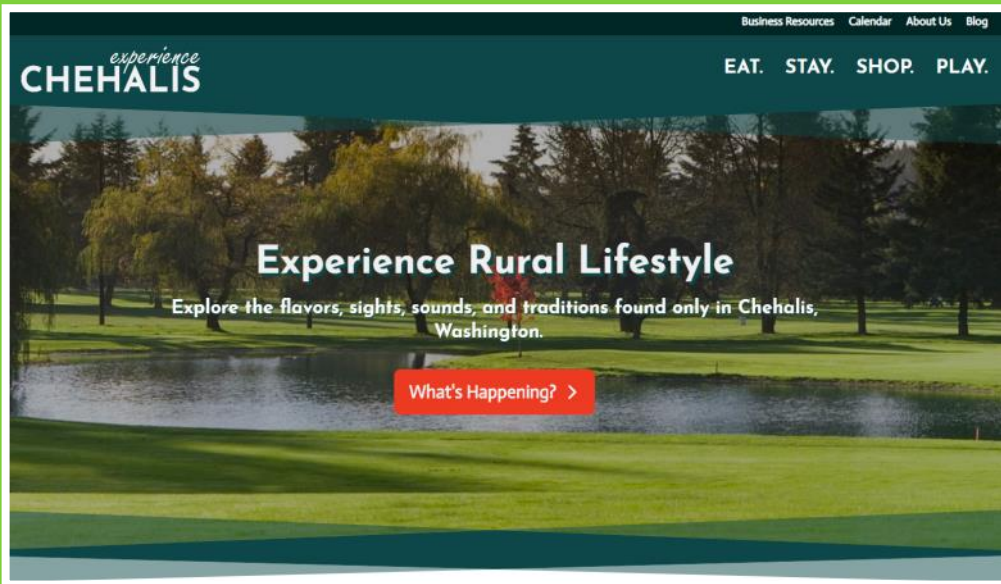 Business Resources Calendar About Us Blog
experience
CHEHALIS
EAT. STAY. SHOP. PLAY.
Experience Rural Lifestyle
Explore the flavors, sights, sounds, and traditions found only in Chehalis,
Washington.
What's Happening? >